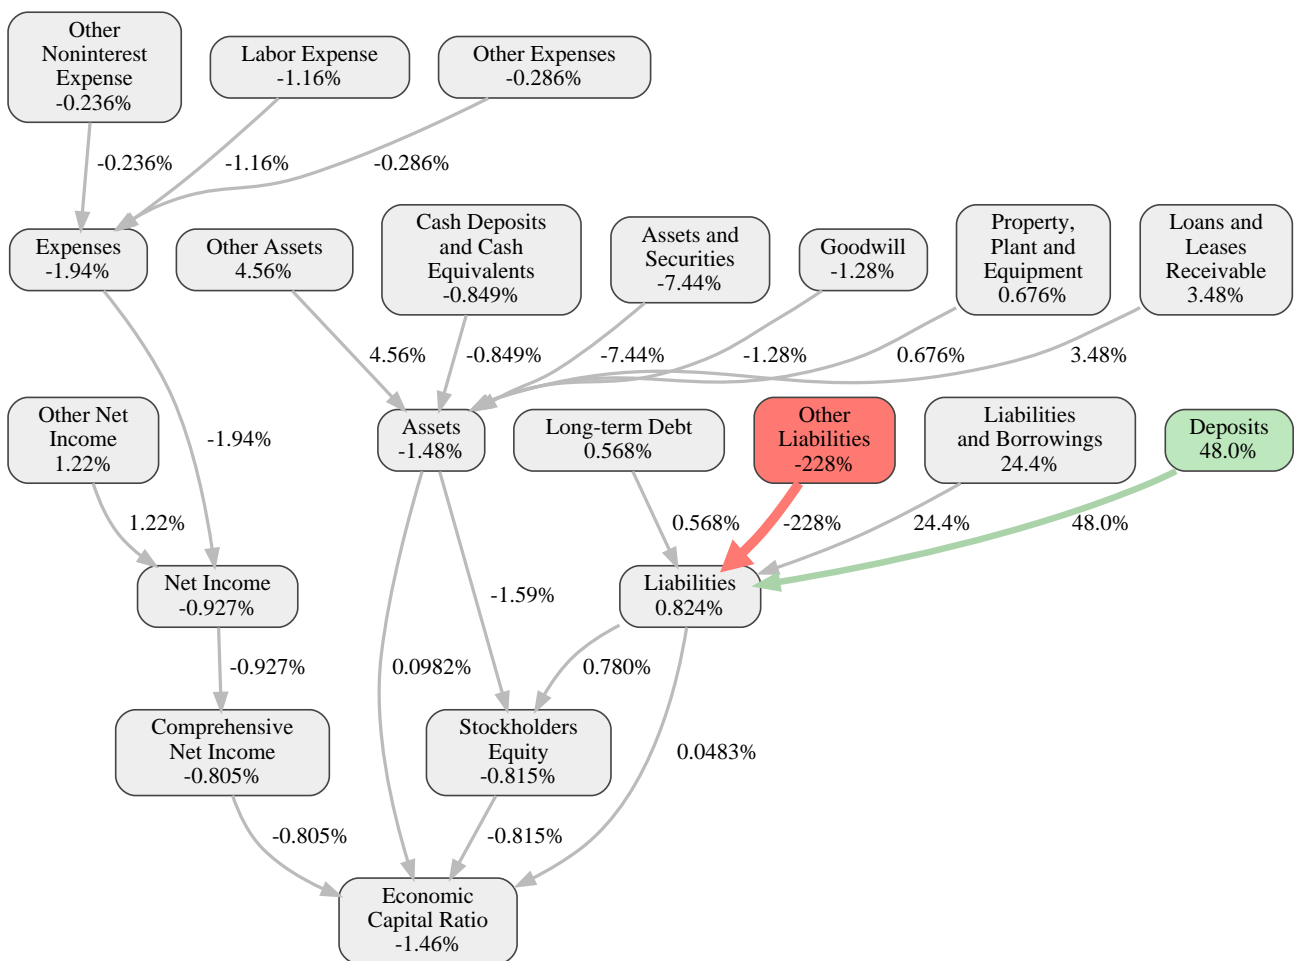 Other
Noninterest
Expense
-0.236%
Labor Expense
-1.16%
Other Expenses
-0.286%
-0.236%
-1.16%
-0.286%
Expenses
-1.94%
Other Assets
4.56%
Cash Deposits
and Cash
Equivalents
-0.849%
Assets and
Securities
-7.44%
Goodwill
-1.28%
Property,
Plant and
Equipment
0.676%
Loans and
Leases
Receivable
3.48%
4.56%
-0.849%
-7.44%
-1.28%
0.676%
3.48%
Other Net
Income
1.22%
-1.94%
Assets
-1.48%
Long-term Debt
0.568%
Other
Liabilities
-228%
Liabilities
and Borrowings
24.4%
Deposits
48.0%
1.22%
0.568%
-228%
24.4%
48.0%
Net Income
-0.927%
-1.59%
Liabilities
0.824%
-0.927%
0.0982%
0.780%
Comprehensive
Net Income
-0.805%
Stockholders
Equity
-0.815%
0.0483%
-0.805%
-0.815%
Economic
Capital Ratio
-1.46%